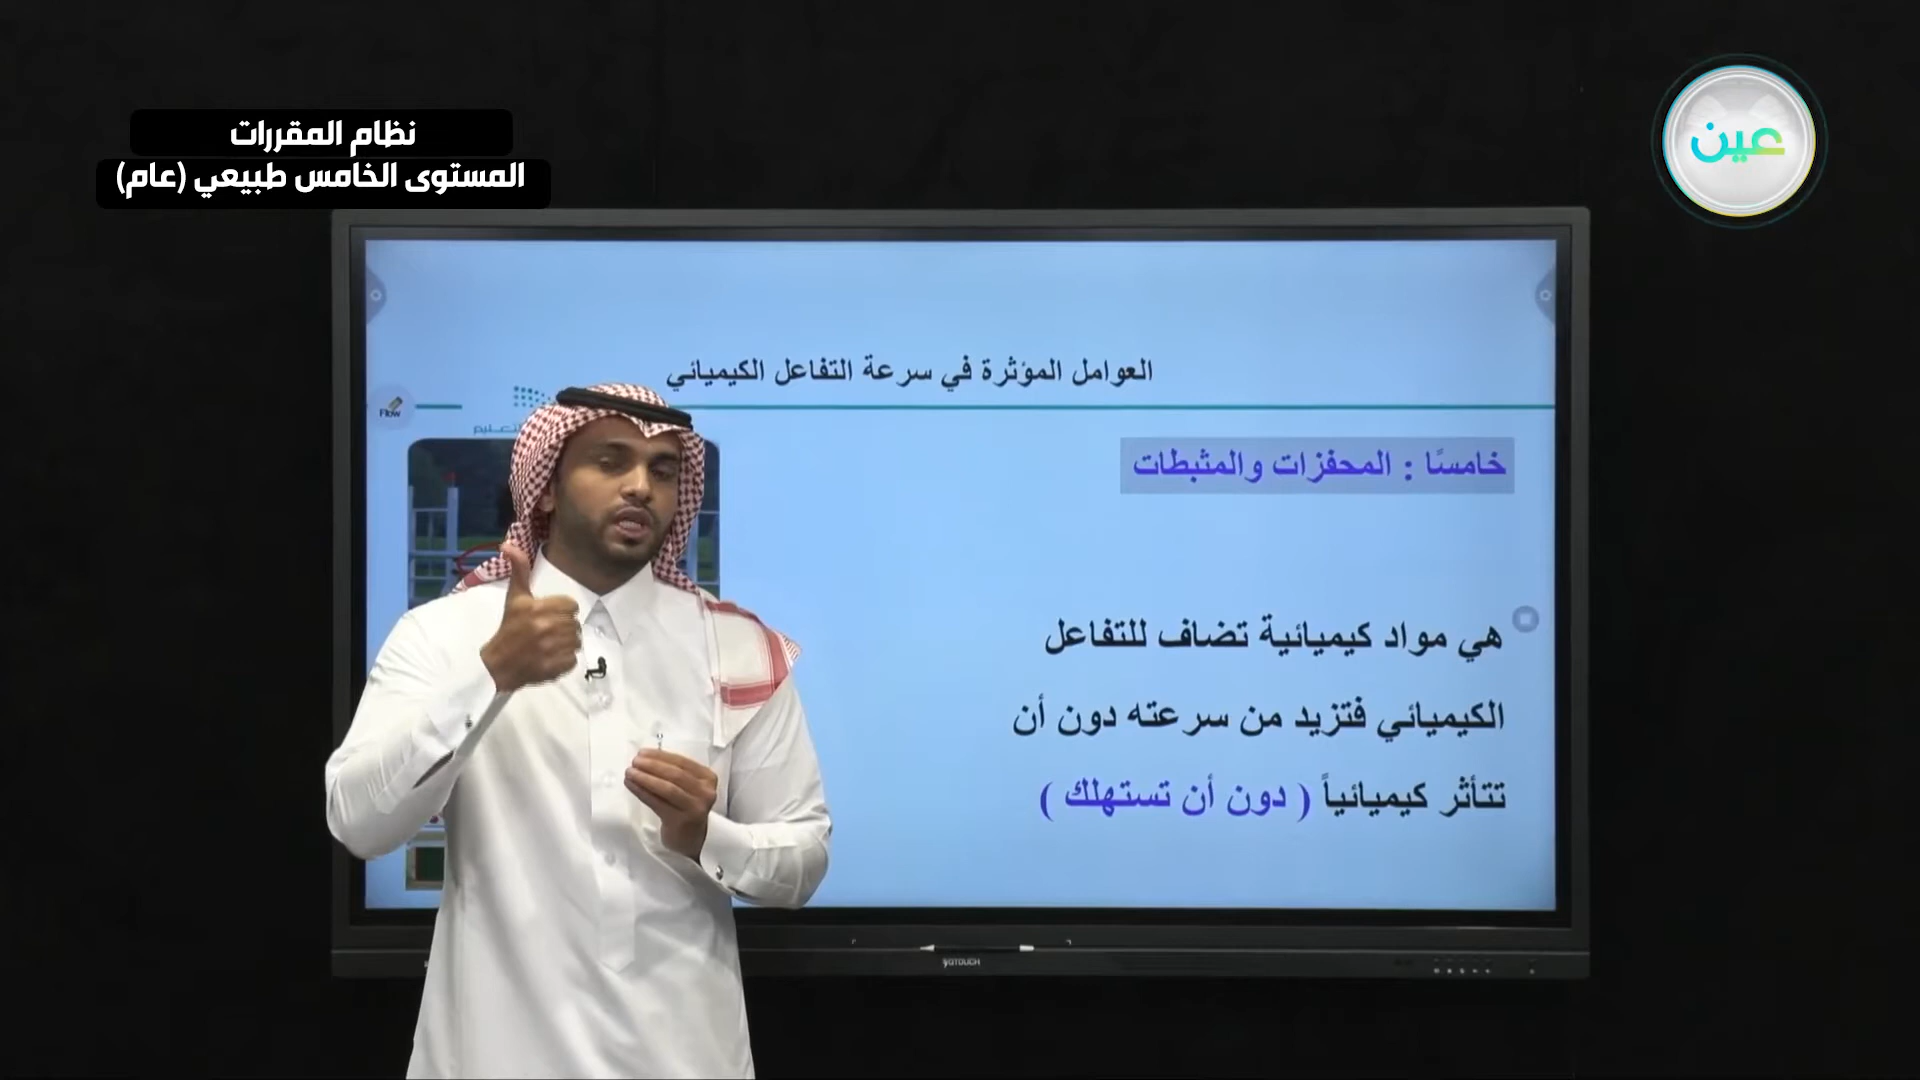 نظام المقررات
المستوى الخامس طبيعي (عام)
عين
العوامل المؤثرة في سرعة التفاعل الكيميائي
Flow
خامسًا : المحفزات والمثبطات
هي مواد كيميائية تضاف للتفاعل
الكيميائي فتزيد من سرعته دون أن
تتأثر كيميائياً ( دون أن تستهلك )